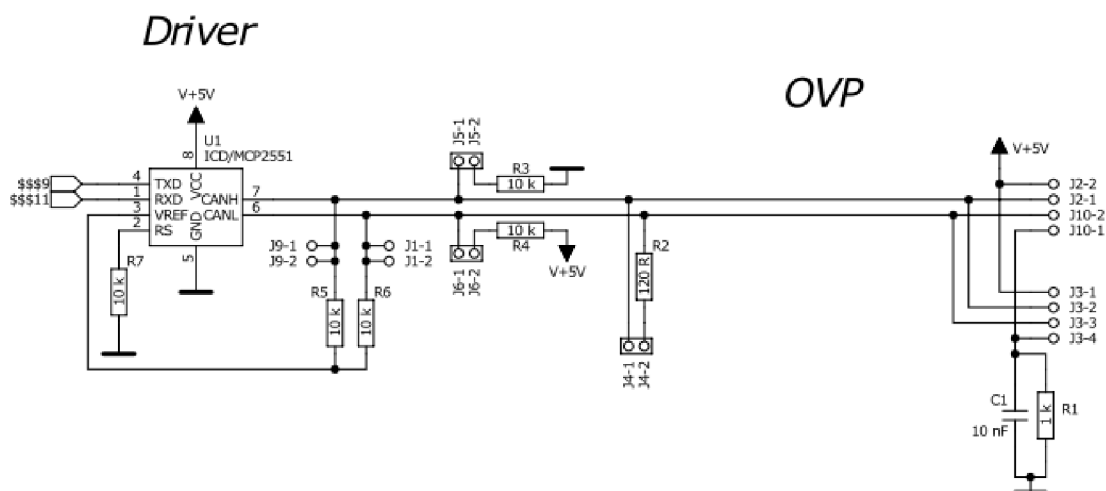 Driver
OVP
V+5V
U1
ICD/MCP2551
8
VCC
$$$9
4
TXD
$$$11
1
RXD
3
VREF
2
RS
CANH
7
CANL
6
GND
5
R7
10 k
J9-1
J9-2
R5
10 k
J1-1
J1-2
R6
10 k
J5-1
J5-2
R3
10 k
10 k
R4
V+5V
J6-1
J6-2
R2
120 R
J4-1
J4-2
V+5V
J2-2
J2-1
J10-2
J10-1
J3-1
J3-2
J3-3
J3-4
C1
10 nF
1 k
R1